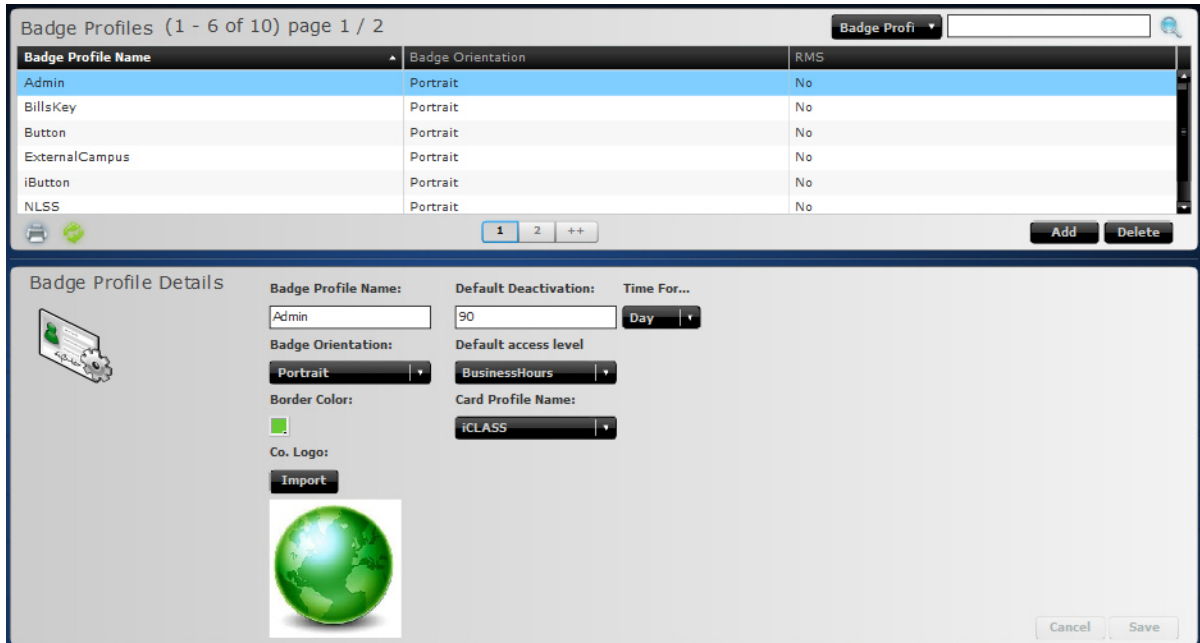 Badge Profiles (1 - 6 of 10) page 1 / 2
Badge Profi
Badge Profile Name Badge Orientation RMS
Admin Portrait No
BillsKey Portrait No
Button Portrait No
ExternalCampus Portrait No
iButton Portrait No
NLSS Portrait No
1 2 ++ Add Delete
Badge Profile Details
Badge Profile Name: Default Deactivation: Time For...
Admin 90 Day
Badge Orientation: Default access level
Portrait BusinessHours
Border Color: Card Profile Name:
iCLASS
Co. Logo:
Import
Cancel Save